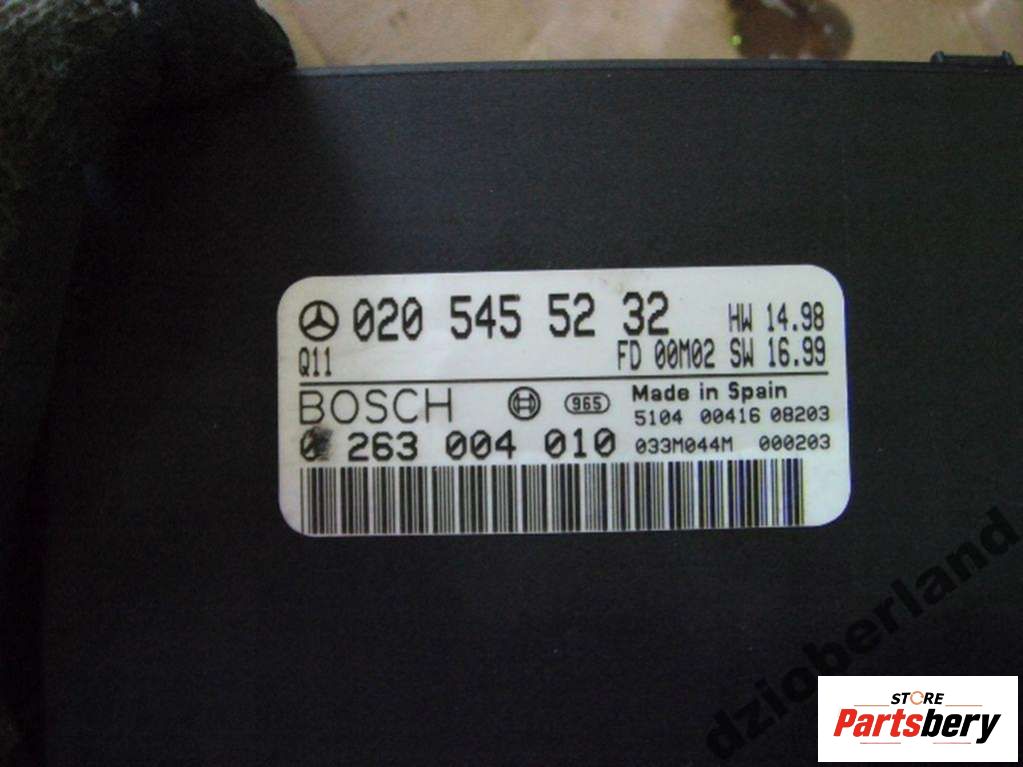 020 545 52 32 HW 14.98
Q11 FD 00M02 SW 16.99
BOSCH 965 Made in Spain
5104 00416 08203
0 263 004 010 033M044M 000203
dzioberland
STORE
Partsbery